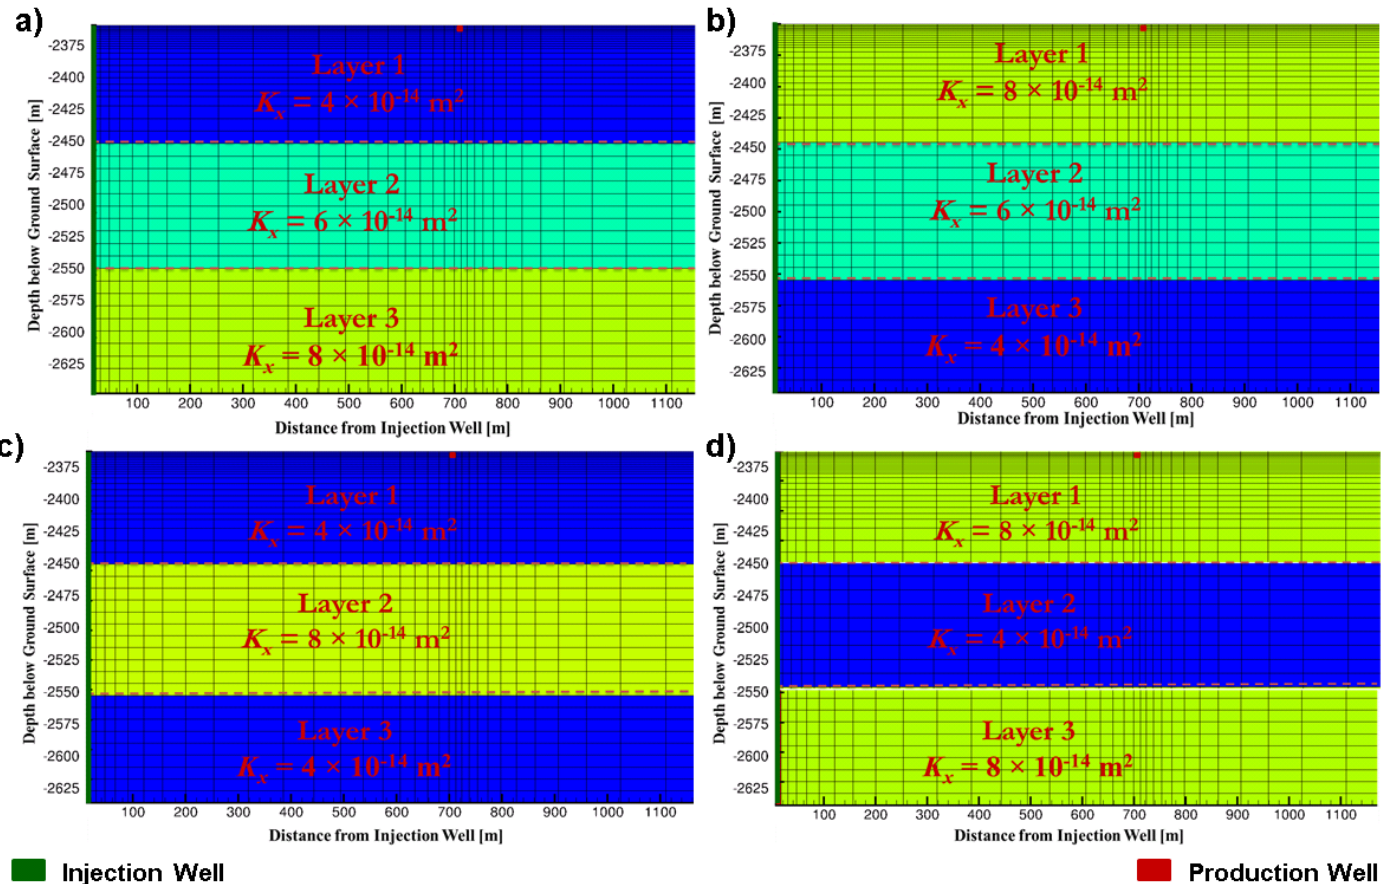 a)
Depth below Ground Surface [m]
-2375
-2400
-2425
-2450
-2475
-2500
-2525
-2550
-2575
-2600
-2625
Layer 1
Kx = 4 × 10-14 m2
Layer 2
Kx = 6 × 10-14 m2
Layer 3
Kx = 8 × 10-14 m2
100 200 300 400 500 600 700 800 900 1000 1100
Distance from Injection Well [m]
b)
Depth below Ground Surface [m]
-2375
-2400
-2425
-2450
-2475
-2500
-2525
-2550
-2575
-2600
-2625
Layer 1
Kx = 8 × 10-14 m2
Layer 2
Kx = 6 × 10-14 m2
Layer 3
Kx = 4 × 10-14 m2
100 200 300 400 500 600 700 800 900 1000 1100
Distance from Injection Well [m]
c)
Depth below Ground Surface [m]
-2375
-2400
-2425
-2450
-2475
-2500
-2525
-2550
-2575
-2600
-2625
Layer 1
Kx = 4 × 10-14 m2
Layer 2
Kx = 8 × 10-14 m2
Layer 3
Kx = 4 × 10-14 m2
100 200 300 400 500 600 700 800 900 1000 1100
Distance from Injection Well [m]
d)
Depth below Ground Surface [m]
-2375
-2400
-2425
-2450
-2475
-2500
-2525
-2550
-2575
-2600
-2625
Layer 1
Kx = 8 × 10-14 m2
Layer 2
Kx = 4 × 10-14 m2
Layer 3
Kx = 8 × 10-14 m2
100 200 300 400 500 600 700 800 900 1000 1100
Distance from Injection Well [m]
Injection Well
Production Well